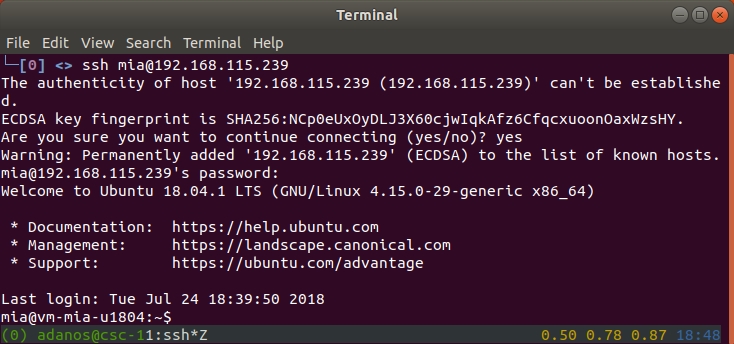 Terminal
File Edit View Search Terminal Help
└─[0] <> ssh mia@192.168.115.239
The authenticity of host '192.168.115.239 (192.168.115.239)' can't be establishe
d.
ECDSA key fingerprint is SHA256:NCp0eUxOyDLJ3X60cjwIqkAfz6CfqcxuoonOaxWzsHY.
Are you sure you want to continue connecting (yes/no)? yes
Warning: Permanently added '192.168.115.239' (ECDSA) to the list of known hosts.
mia@192.168.115.239's password:
Welcome to Ubuntu 18.04.1 LTS (GNU/Linux 4.15.0-29-generic x86_64)
* Documentation:  https://help.ubuntu.com
* Management:     https://landscape.canonical.com
* Support:        https://ubuntu.com/advantage
Last login: Tue Jul 24 18:39:50 2018
mia@vm-mia-u1804:~$
(0) adanos@csc-11:ssh*Z 0.50 0.78 0.87 18:48